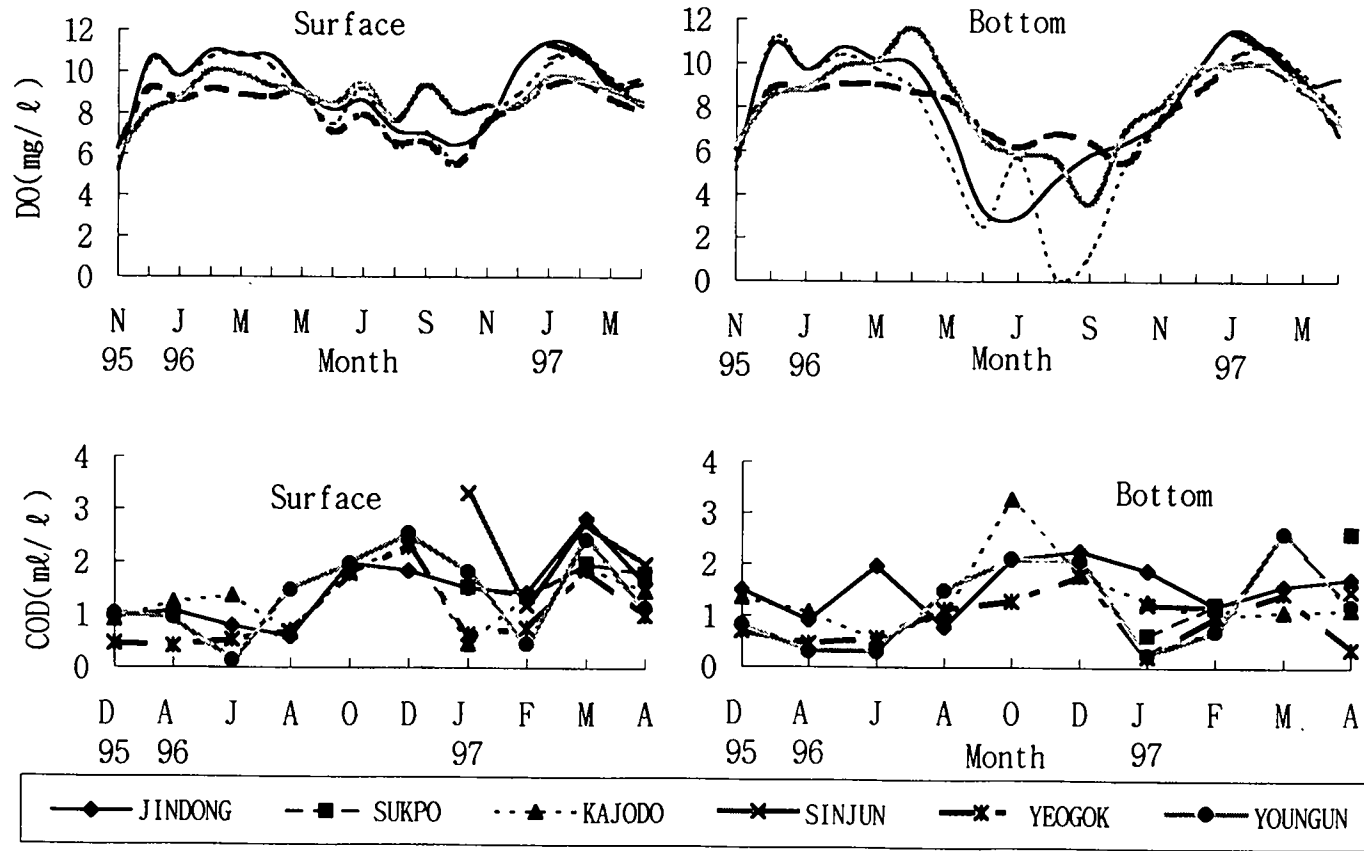 Surface
12
10
8
6
4
2
0
DO(mg/ℓ)
N J M M J S N J M
95 96 Month 97
Bottom
12
10
8
6
4
2
0
N J M M J S N J M
95 96 Month 97
Surface
4
3
2
1
0
COD(mℓ/ℓ)
D A J A O D J F M A
95 96 97
Bottom
4
3
2
1
0
D A J A O D J F M A
95 96 Month 97
JINDONG SUKPO KAJODO SINJUN YEOGOK YOUNGUN